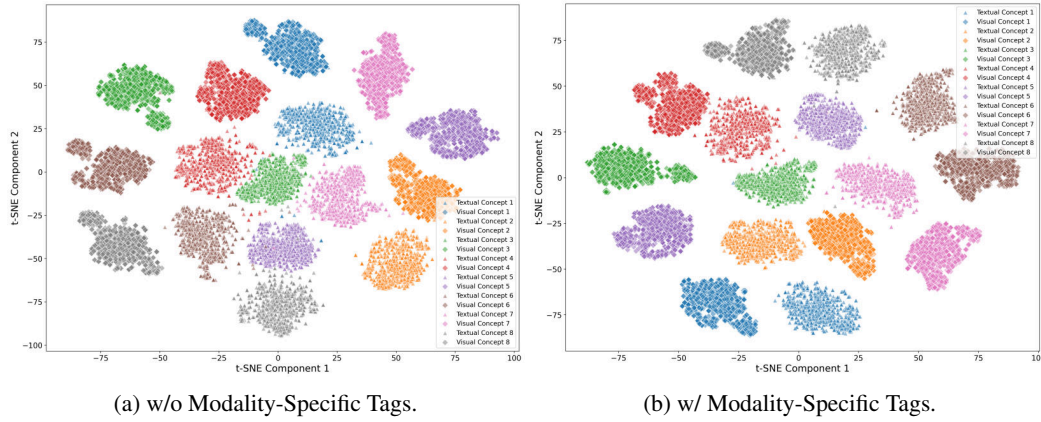 75
50
25
0
-25
-50
-75
-100
-75
-50
-25
0
25
50
75
100
t-SNE Component 2
t-SNE Component 1
Textual Concept 1
Visual Concept 1
Textual Concept 2
Visual Concept 2
Textual Concept 3
Visual Concept 3
Textual Concept 4
Visual Concept 4
Textual Concept 5
Visual Concept 5
Textual Concept 6
Visual Concept 6
Textual Concept 7
Visual Concept 7
Textual Concept 8
Visual Concept 8
(a) w/o Modality-Specific Tags.
75
50
25
0
-25
-50
-75
-75
-50
-25
0
25
50
75
t-SNE Component 2
t-SNE Component 1
Textual Concept 1
Visual Concept 1
Textual Concept 2
Visual Concept 2
Textual Concept 3
Visual Concept 3
Textual Concept 4
Visual Concept 4
Textual Concept 5
Visual Concept 5
Textual Concept 6
Visual Concept 6
Textual Concept 7
Visual Concept 7
Textual Concept 8
Visual Concept 8
(b) w/ Modality-Specific Tags.